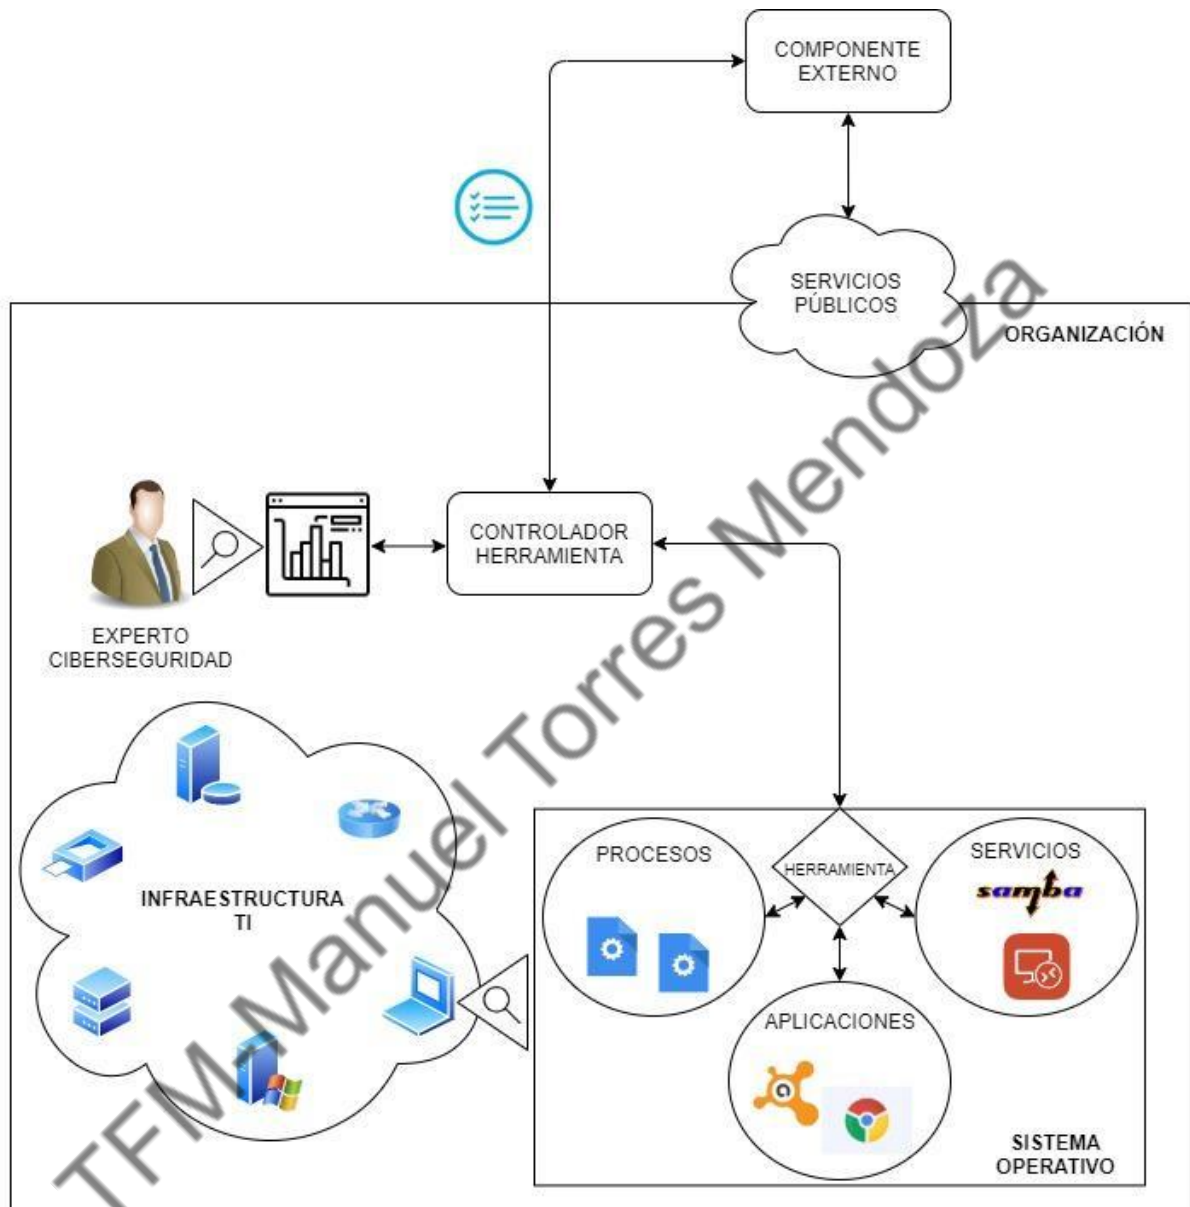 COMPONENTE
EXTERNO
SERVICIOS
PÚBLICOS
ORGANIZACIÓN
CONTROLADOR
HERRAMIENTA
EXPERTO
CIBERSEGURIDAD
INFRAESTRUCTURA
TI
PROCESOS
HERRAMIENTA
SERVICIOS
samba
APLICACIONES
SISTEMA
OPERATIVO
TFM-Manuel Torres Mendoza